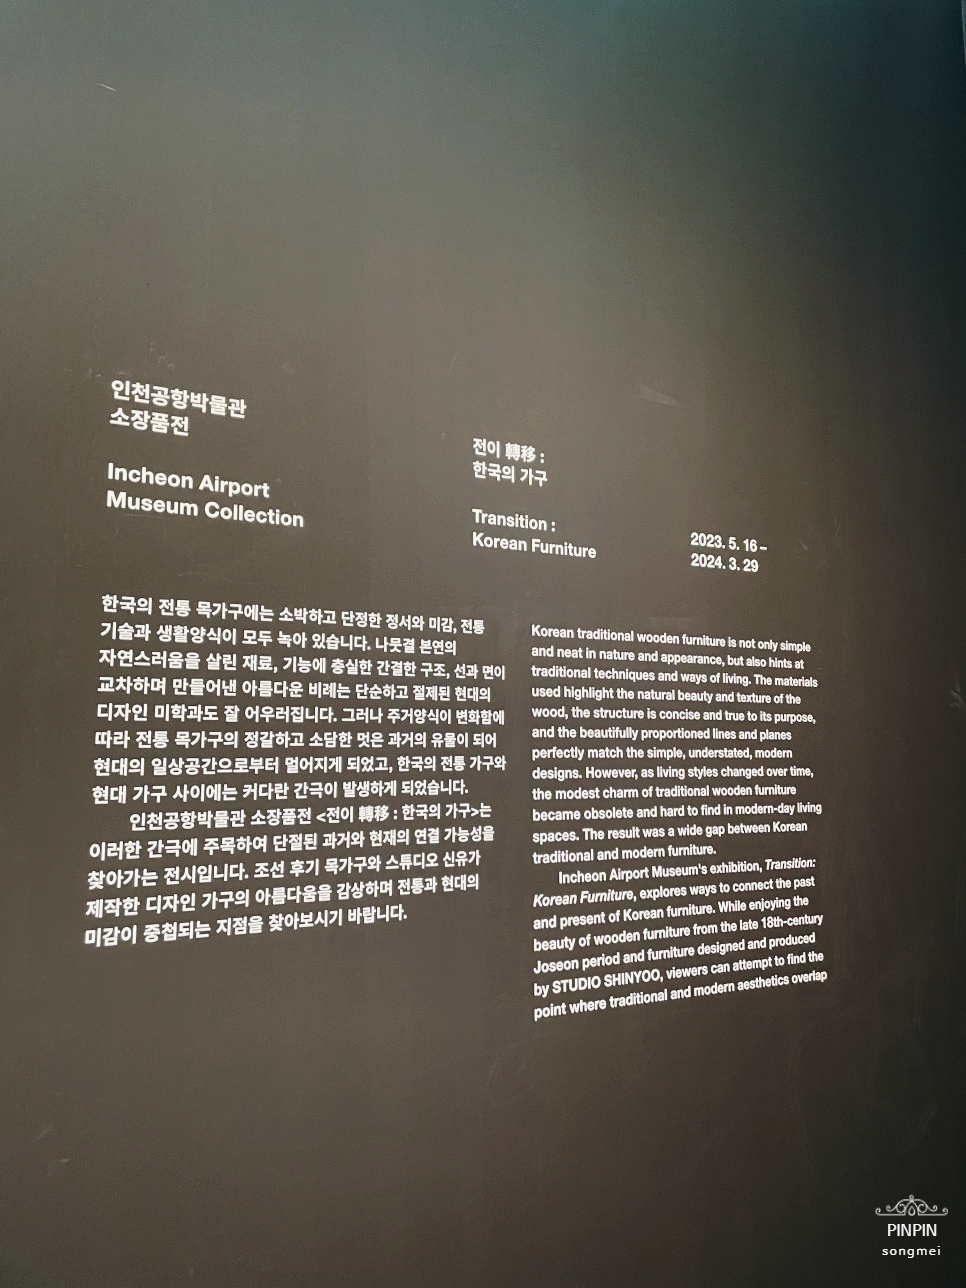 인천공항박물관
소장품전
Incheon Airport
Museum Collection
전이 轉移 :
한국의 가구
Transition :
Korean Furniture
2023. 5. 16 –
2024. 3. 29
한국의 전통 목가구에는 소박하고 단정한 정서와 미감, 전통
기술과 생활양식이 모두 녹아 있습니다. 나뭇결 본연의
자연스러움을 살린 재료, 기능에 충실한 간결한 구조, 선과 면이
교차하며 만들어낸 아름다운 비례는 단순하고 절제된 현대의
디자인 미학과도 잘 어우러집니다. 그러나 주거양식이 변화함에
따라 전통 목가구의 정갈하고 소담한 멋은 과거의 유물이 되어
현대의 일상공간으로부터 멀어지게 되었고, 한국의 전통 가구와
현대 가구 사이에는 커다란 간극이 발생하게 되었습니다.
인천공항박물관 소장품전 <전이 轉移 : 한국의 가구>는
이러한 간극에 주목하여 단절된 과거와 현재의 연결 가능성을
찾아가는 전시입니다. 조선 후기 목가구와 스튜디오 신유가
제작한 디자인 가구의 아름다움을 감상하며 전통과 현대의
미감이 중첩되는 지점을 찾아보시기 바랍니다.
Korean traditional wooden furniture is not only simple
and neat in nature and appearance, but also hints at
traditional techniques and ways of living. The materials
used highlight the natural beauty and texture of the
wood, the structure is concise and true to its purpose,
and the beautifully proportioned lines and planes
perfectly match the simple, understated, modern
designs. However, as living styles changed over time,
the modest charm of traditional wooden furniture
became obsolete and hard to find in modern-day living
spaces. The result was a wide gap between Korean
traditional and modern furniture.
Incheon Airport Museum's exhibition, Transition:
Korean Furniture, explores ways to connect the past
and present of Korean furniture. While enjoying the
beauty of wooden furniture from the late 18th-century
Joseon period and furniture designed and produced
by STUDIO SHINYOO, viewers can attempt to find the
point where traditional and modern aesthetics overlap
PINPIN
songmei